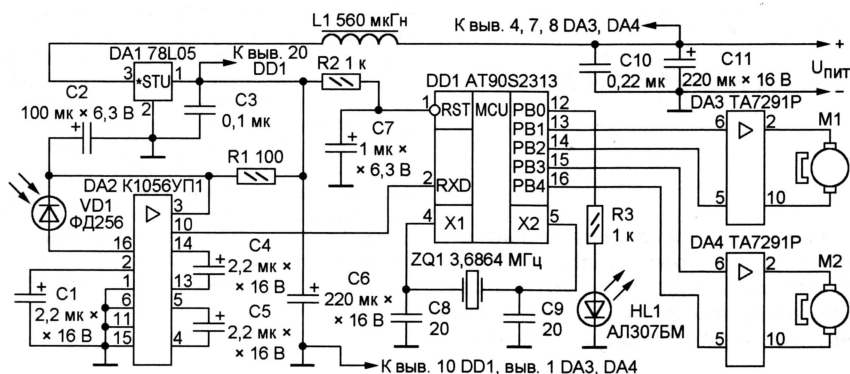 L1 560 мкГн
К выв. 4, 7, 8 DA3, DA4
DA1 78L05
К выв. 20
DD1
3
*STU
1
2
R2 1 к
DD1 AT90S2313
C10
0,22 мк
C11
220 мк × 16 В
+
Uпит
−
C2
100 мк × 6,3 В
+
C3
0,1 мк
C7
+
1 мк ×
× 6,3 В
1
RST
MCU
PB0
12
PB1
13
PB2
14
PB3
15
PB4
16
2
RXD
4
X1
X2
5
DA3 TA7291P
6
2
M1
5
10
R1 100
DA2 К1056УП1
VD1
ФД256
3
10
16
14
2
13
1
5
6
11
15
4
C4
+
2,2 мк ×
× 16 В
C5
+
2,2 мк ×
× 16 В
C1
+
2,2 мк ×
× 16 В
C6
+
220 мк ×
× 16 В
ZQ1 3,6864 МГц
C8
20
C9
20
R3
1 к
HL1
АЛ307БМ
DA4 TA7291P
6
2
M2
5
10
К выв. 10 DD1, выв. 1 DA3, DA4